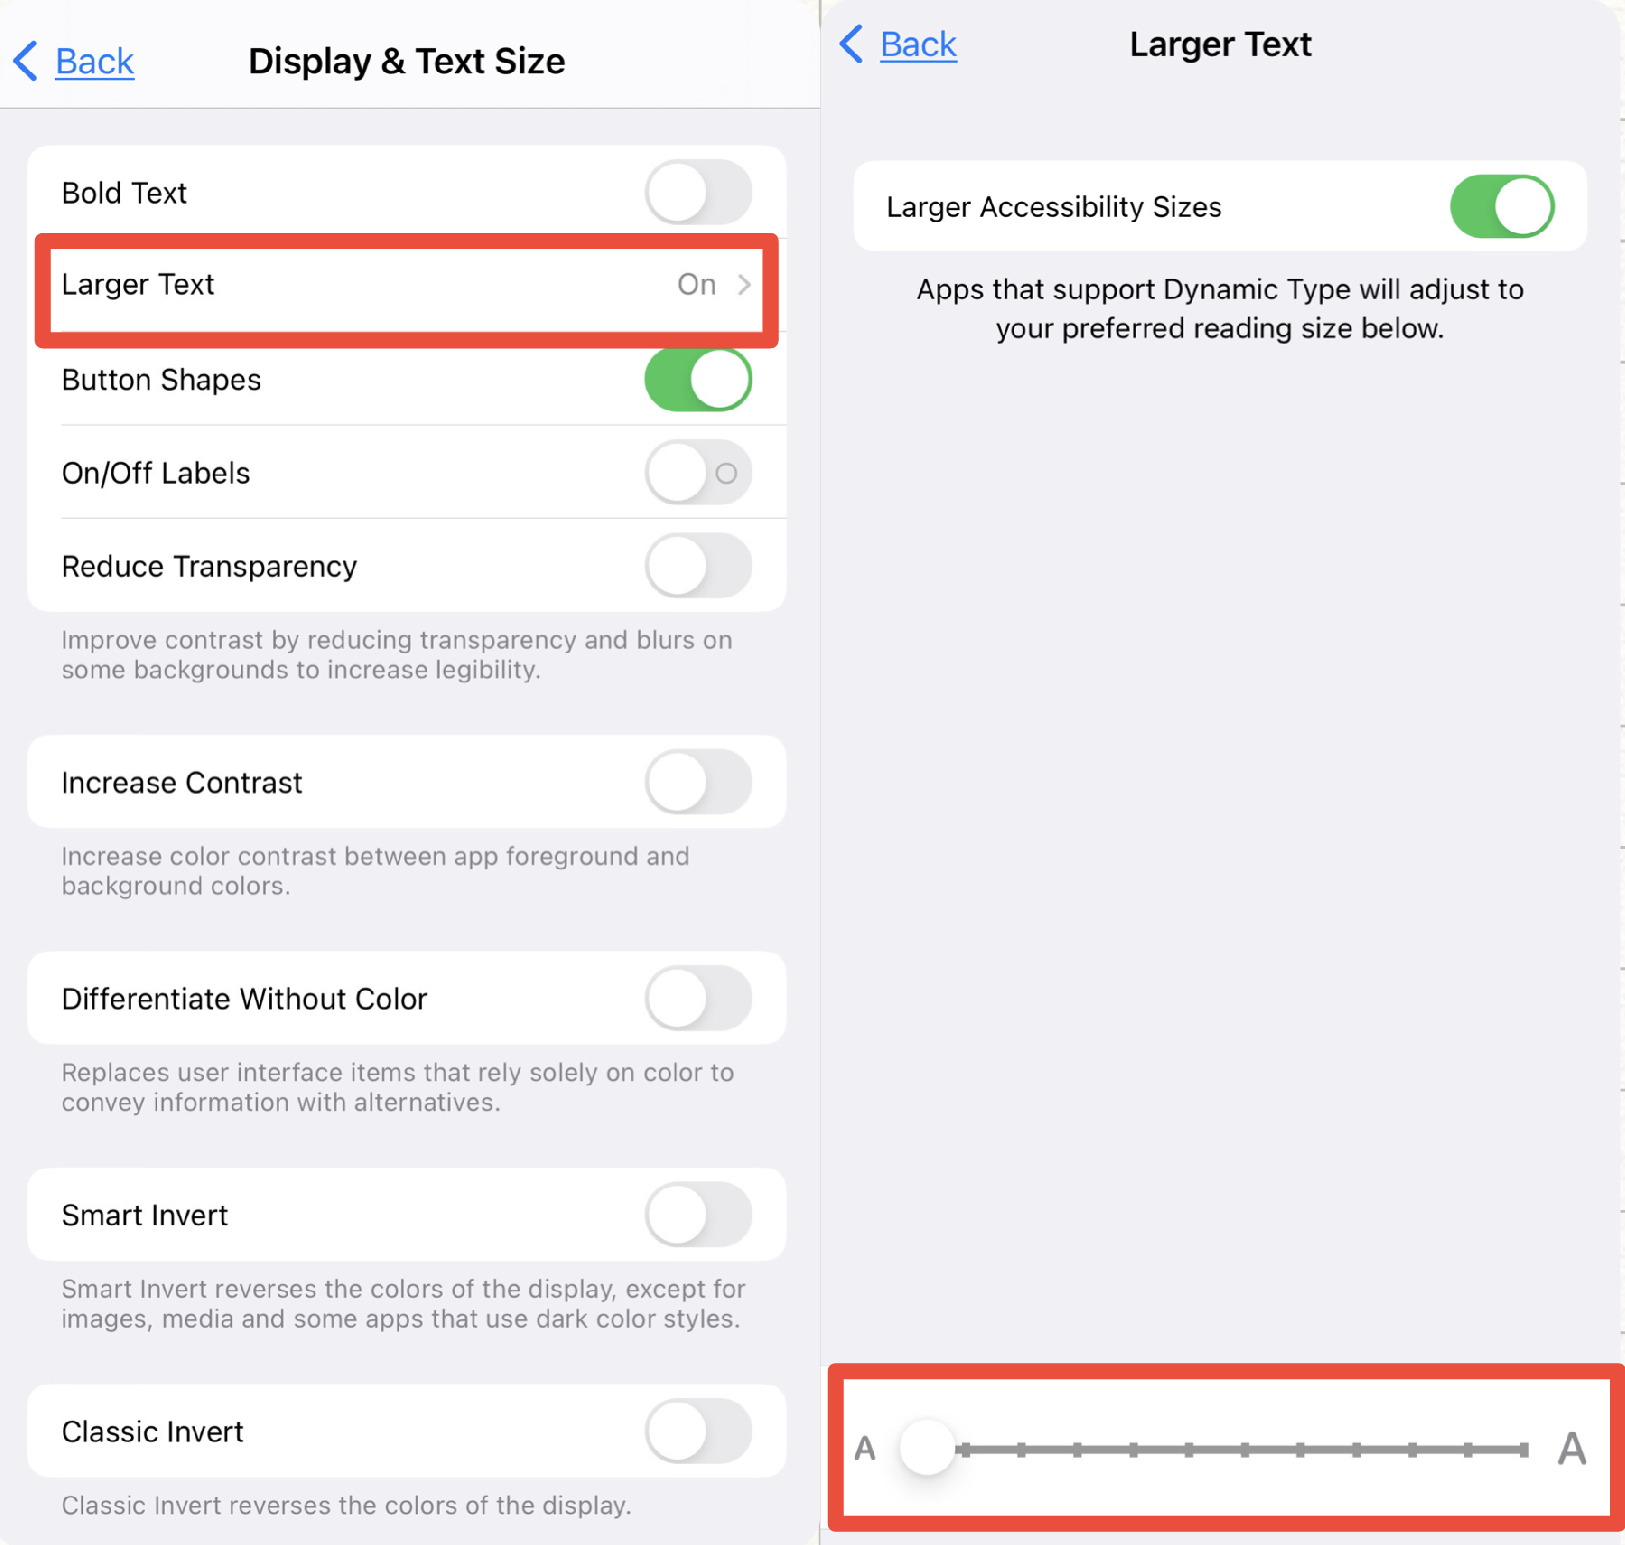 Back
Display & Text Size
Bold Text
Larger Text On
Button Shapes
On/Off Labels
Reduce Transparency
Improve contrast by reducing transparency and blurs on
some backgrounds to increase legibility.
Increase Contrast
Increase color contrast between app foreground and
background colors.
Differentiate Without Color
Replaces user interface items that rely solely on color to
convey information with alternatives.
Smart Invert
Smart Invert reverses the colors of the display, except for
images, media and some apps that use dark color styles.
Classic Invert
Classic Invert reverses the colors of the display.
Back
Larger Text
Larger Accessibility Sizes
Apps that support Dynamic Type will adjust to
your preferred reading size below.
A A